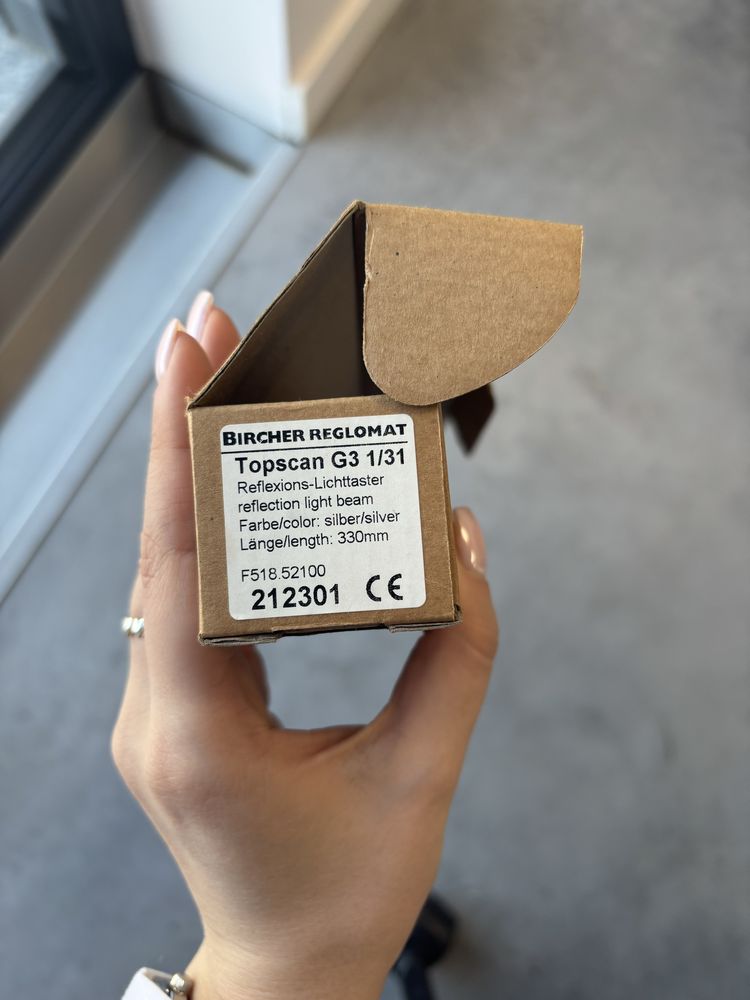 BIRCHER REGLOMAT
Topscan G3 1/31
Reflexions-Lichttaster
reflection light beam
Farbe/color: silber/silver
Länge/length: 330mm
F518.52100
212301 CE